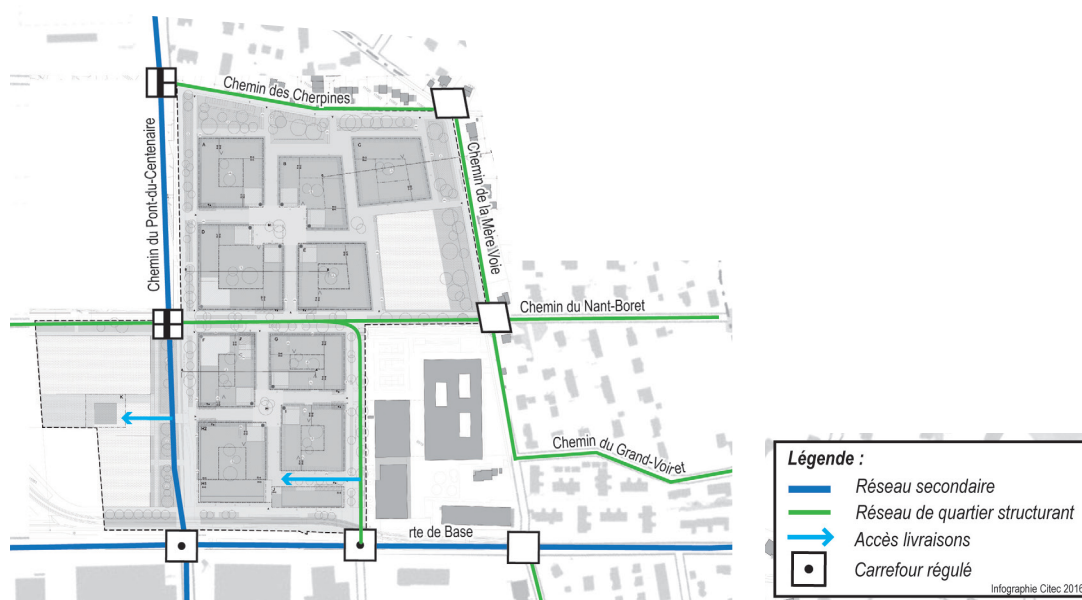 Chemin des Cherpines
Chemin du Pont-du-Centenaire
Chemin de la Mère Voie
Chemin du Nant-Boret
Chemin du Grand-Voiret
rte de Base
A
B
C
D
E
F
G
K
Légende :
Réseau secondaire
Réseau de quartier structurant
Accès livraisons
Carrefour régulé
Infographie Citec 2016